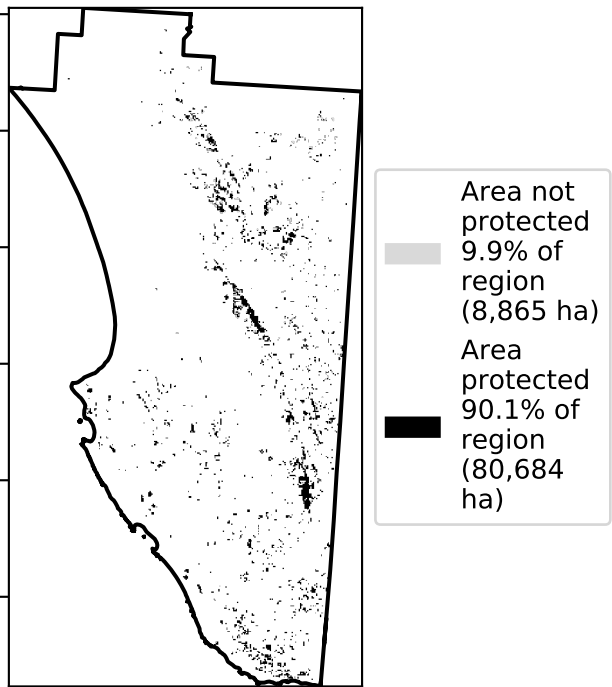 Area not
protected
9.9% of
region
(8,865 ha)
Area
protected
90.1% of
region
(80,684
ha)